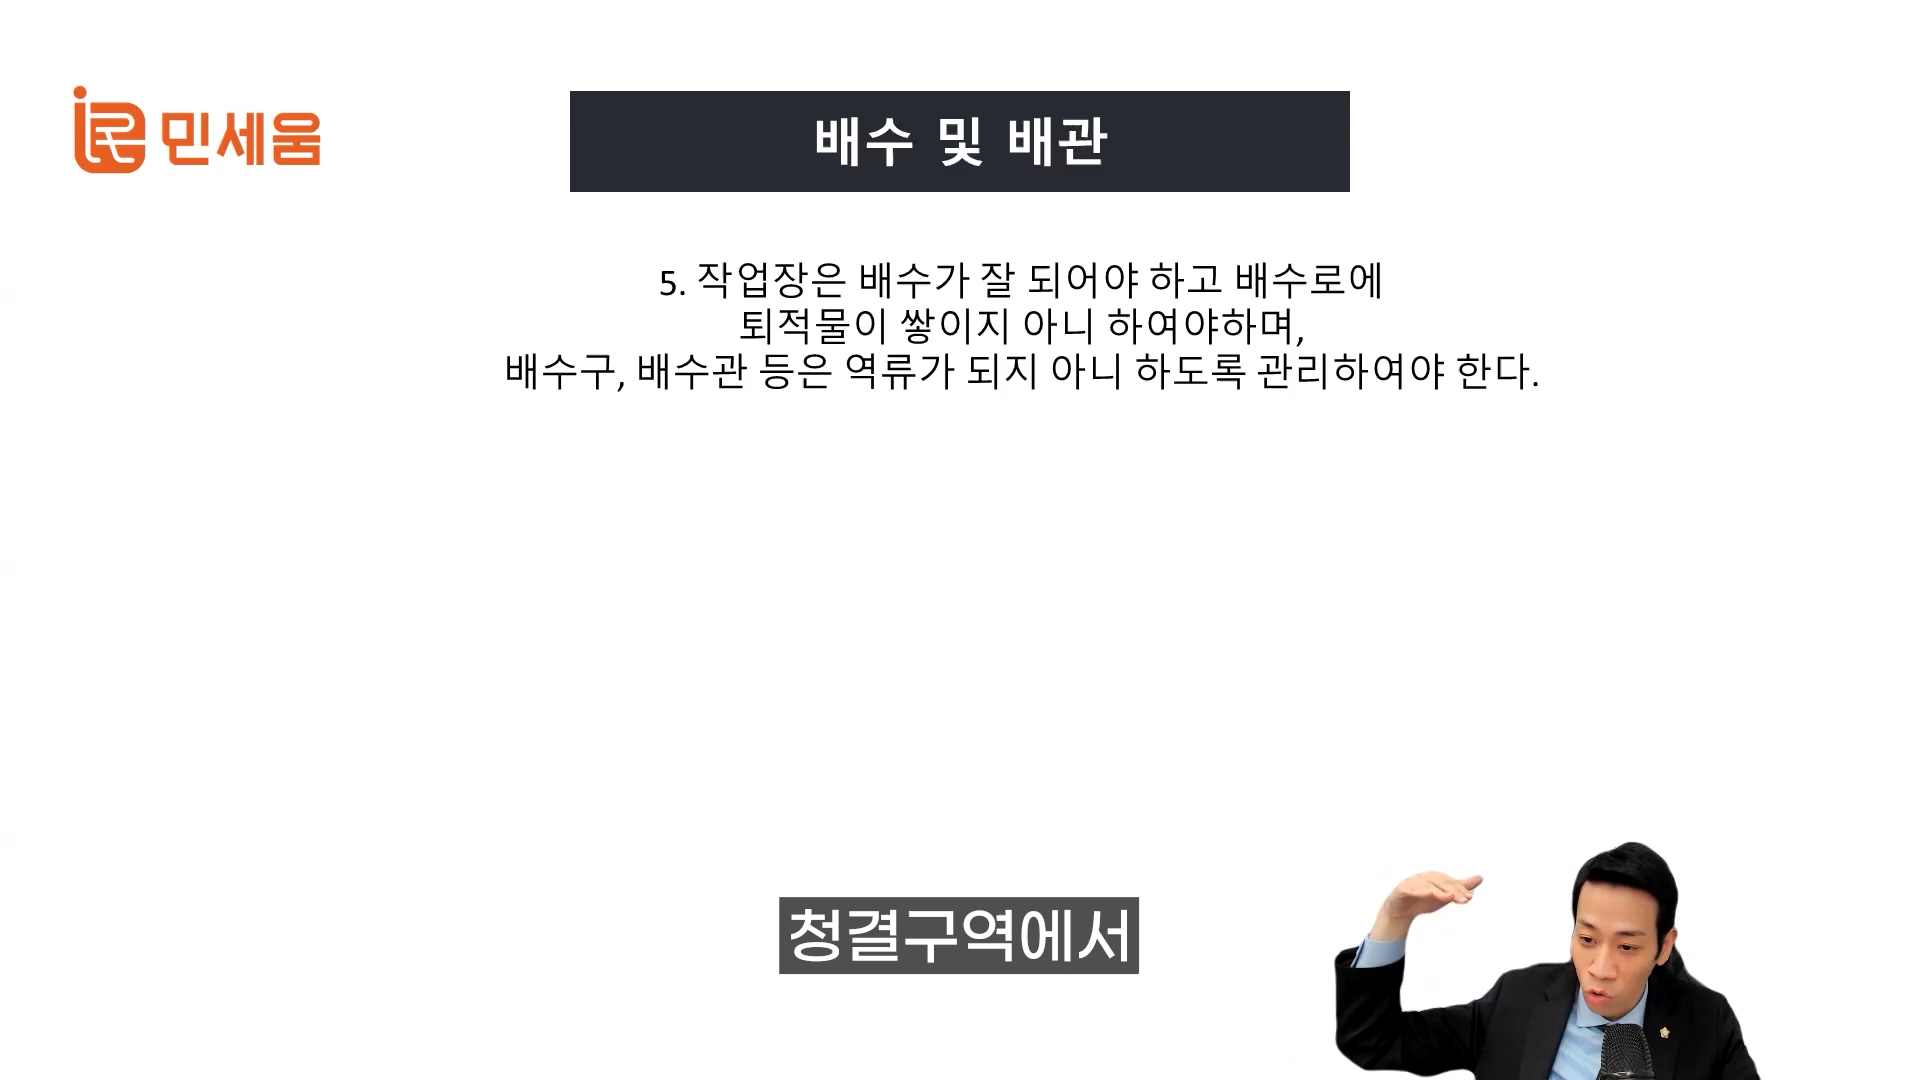 민세움
배수 및 배관
5. 작업장은 배수가 잘 되어야 하고 배수로에
퇴적물이 쌓이지 아니 하여야하며,
배수구, 배수관 등은 역류가 되지 아니 하도록 관리하여야 한다.
청결구역에서